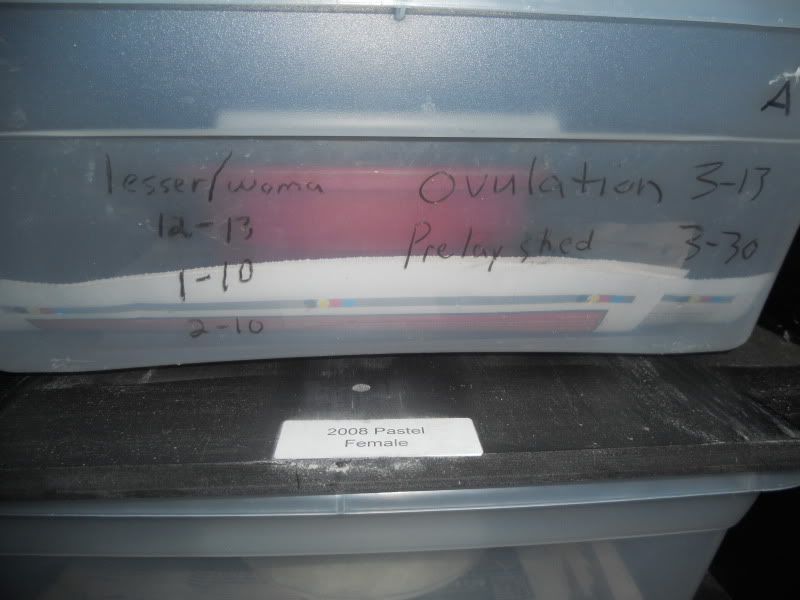 A
lesser/woma
12-13
1-10
2-10
Ovulation 3-13
Prelay shed 3-30
2008 Pastel
Female